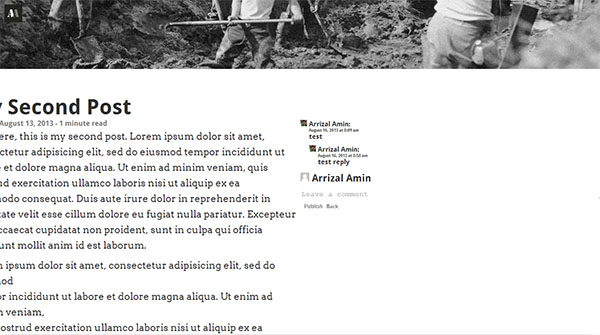 Second Post
August 13, 2013 - 1 minute read
ere, this is my second post. Lorem ipsum dolor sit amet,
ctetur adipisicing elit, sed do eiusmod tempor incididunt ut
e et dolore magna aliqua. Ut enim ad minim veniam, quis
ud exercitation ullamco laboris nisi ut aliquip ex ea
modo consequat. Duis aute irure dolor in reprehenderit in
tate velit esse cillum dolore eu fugiat nulla pariatur. Excepteur
ccaecat cupidatat non proident, sunt in culpa qui officia
unt mollit anim id est laborum.
ipsum dolor sit amet, consectetur adipisicing elit, sed do
od
or incididunt ut labore et dolore magna aliqua. Ut enim ad
m veniam,
ostrud exercitation ullamco laboris nisi ut aliquip ex ea
Arrizal Amin:
August 16, 2013 at 0:09 am
test
Arrizal Amin:
August 16, 2013 at 0:50 am
test reply
Arrizal Amin
Leave a comment
Publish Back